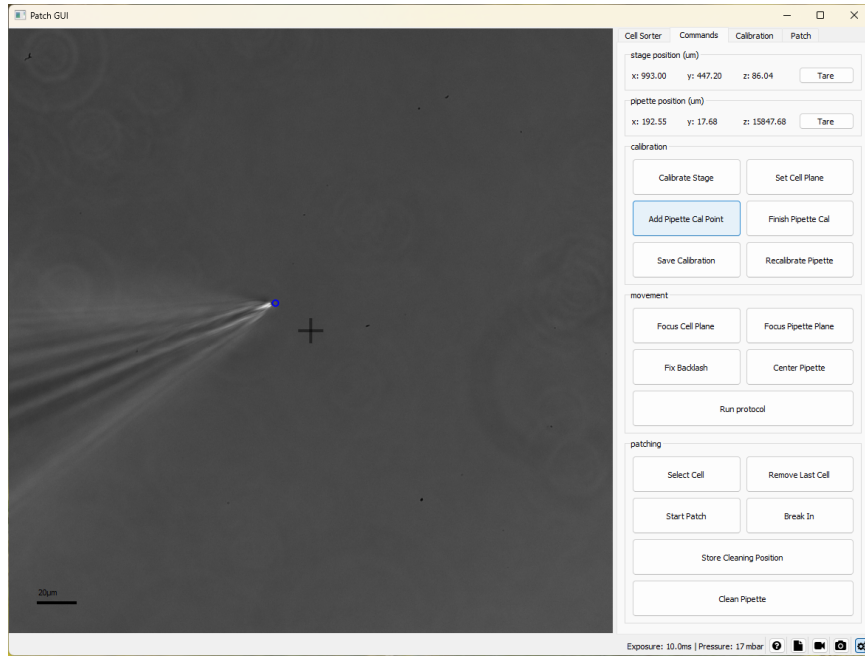 Patch GUI
Cell Sorter Commands Calibration Patch
stage position (um)
x: 993.00 y: 447.20 z: 86.04 Tare
pipette position (um)
x: 192.55 y: 17.68 z: 15847.68 Tare
calibration
Calibrate Stage Set Cell Plane
Add Pipette Cal Point Finish Pipette Cal
Save Calibration Recalibrate Pipette
movement
Focus Cell Plane Focus Pipette Plane
Fix Backlash Center Pipette
Run protocol
patching
Select Cell Remove Last Cell
Start Patch Break In
Store Cleaning Position
Clean Pipette
20µm
Exposure: 10.0ms | Pressure: 17 mbar